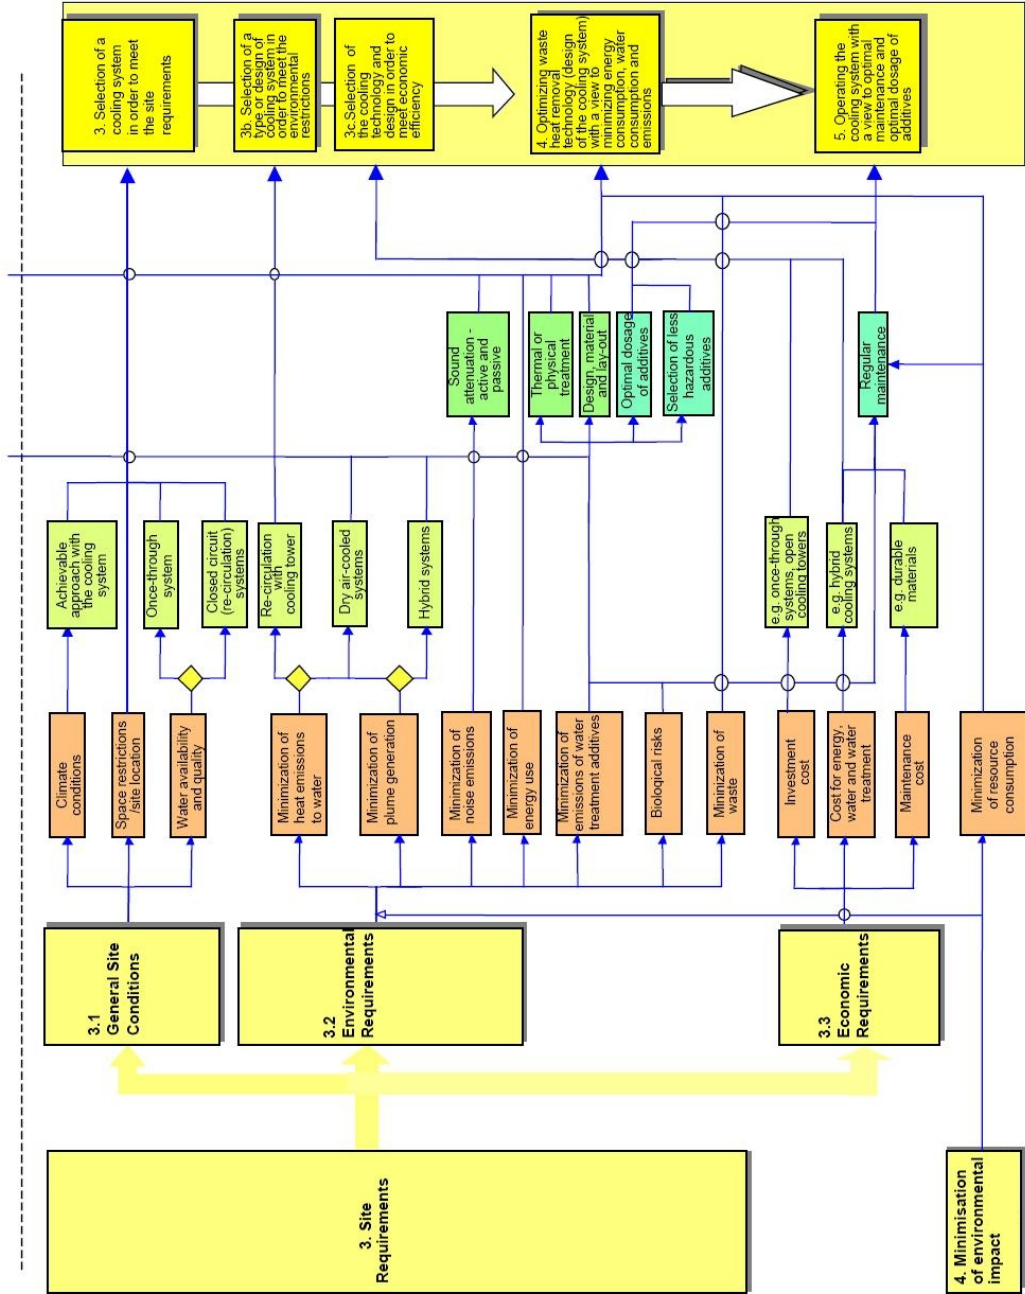 3. Site
Requirements
4. Minimisation
of environmental
impact
3.1
General Site
Conditions
3.2
Environmental
Requirements
3.3
Economic
Requirements
Climate
conditions
Space restrictions
/site location
Water availability
and quality
Minimization of
heat emissions
to water
Minimization of
plume generation
Minimization of
noise emissions
Minimization of
energy use
Minimization of
emissions of water
treatment additives
Biological risks
Mininization of
waste
Investment
cost
Cost for energy,
water and water
treatment
Maintenance
cost
Minimization
of resource
consumption
Achievable
approach with
the cooling
system
Once-through
system
Closed circuit
(re-circulation)
systems
Re-circulation
with
cooling tower
Dry air-cooled
systems
Hybrid systems
e.g. once-through
systems, open
cooling towers
e.g. hybrid
cooling systems
e.g. durable
materials
Sound
attenuation -
active and
passive
Thermal or
physical
treatment
Design, material
and lay-out
Optimal dosage
of additives
Selection of less
hazardous
additives
Regular
maintenance
3. Selection of a
cooling system
in order to meet
the site
requirements
3b. Selection of a
type or design of
cooling system in
order to meet the
environmental
restrictions
3c.Selection of
the cooling
technology and
design in order to
meet economic
efficiency
4. Optimizing waste
heat removal
technology (design
of the cooling system)
with a view to
minimizing energy
consumption, water
consumption and
emissions
5. Operating the
cooling system with
a view to optimal
maintenance and
optimal dosage of
additives